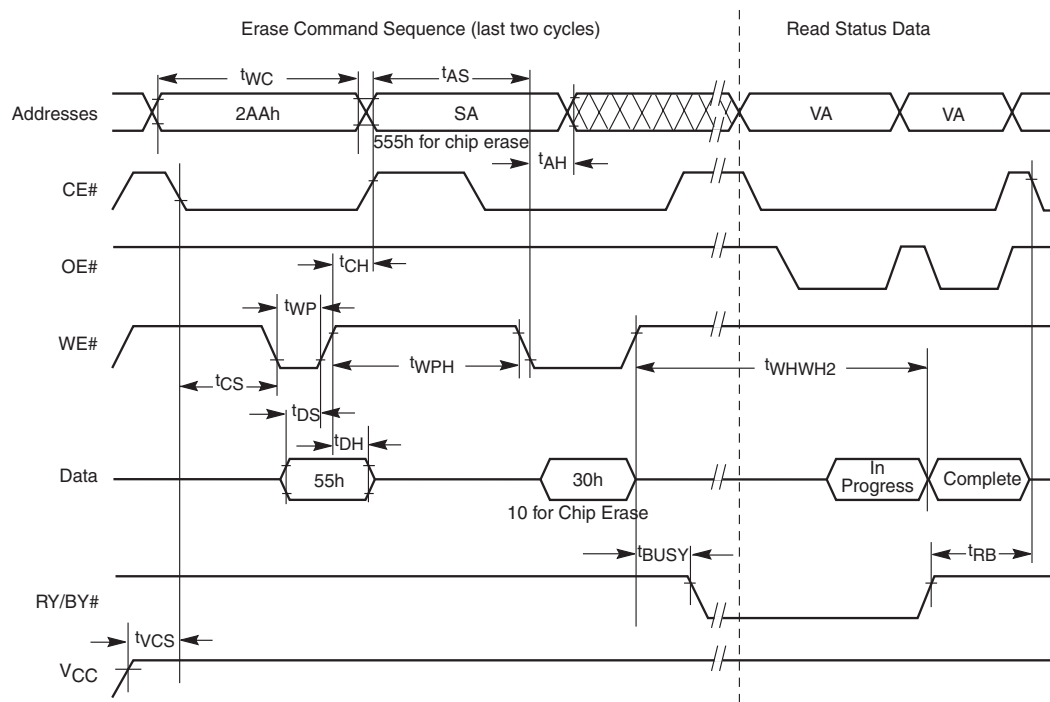 Erase Command Sequence (last two cycles)
Read Status Data
tWC
tAS
Addresses
2AAh
SA
VA
VA
555h for chip erase
tAH
CE#
OE#
tCH
tWP
WE#
tWPH
tWHWH2
tCS
tDS
tDH
Data
55h
30h
In
Progress
Complete
10 for Chip Erase
tBUSY
tRB
RY/BY#
tVCS
VCC